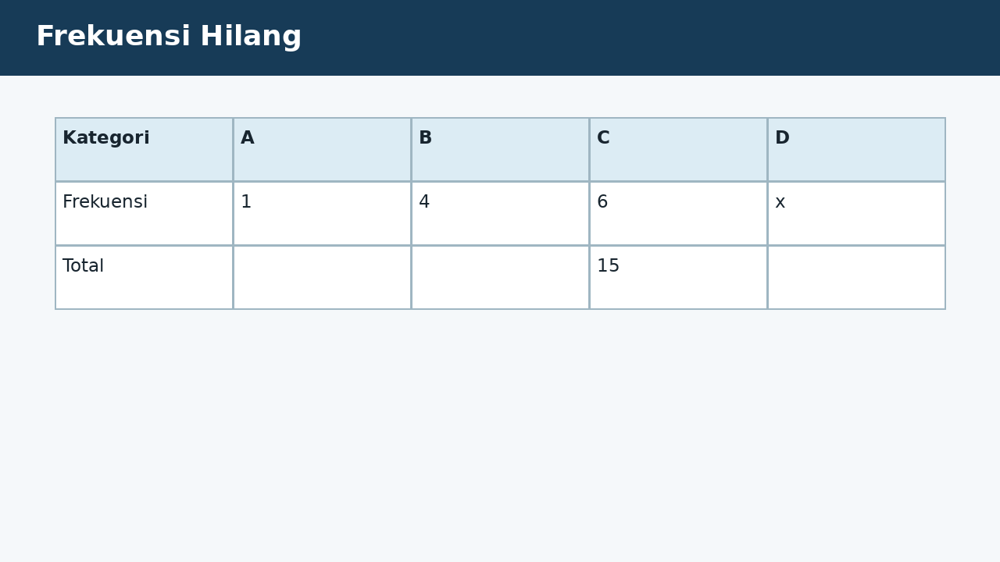 Frekuensi Hilang
Kategori A B C D
Frekuensi 1 4 6 x
Total 15